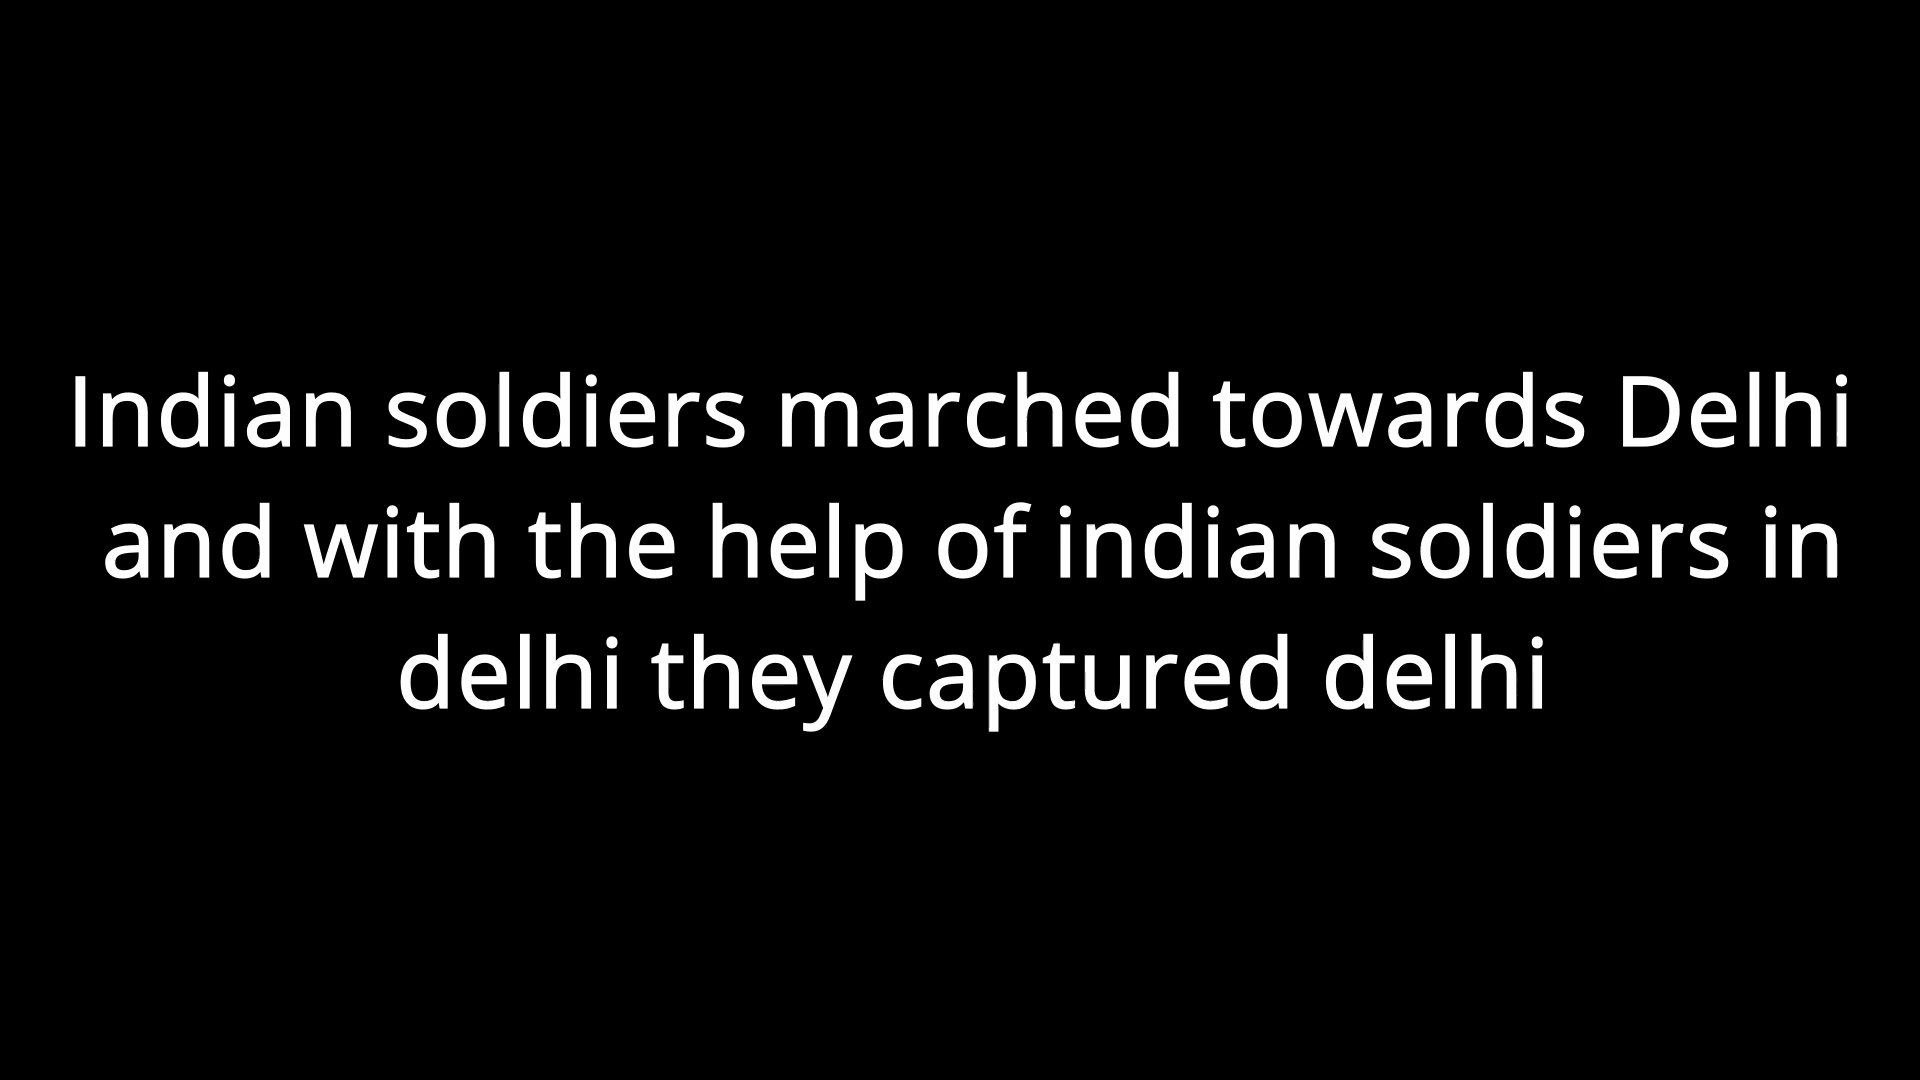 Indian soldiers marched towards Delhi
and with the help of indian soldiers in
delhi they captured delhi